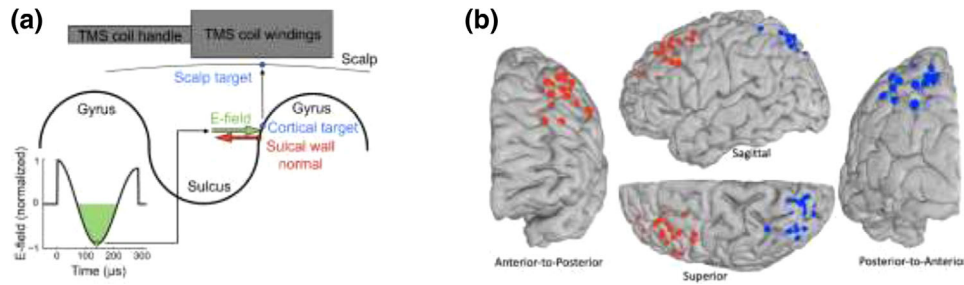 (a)
TMS coil handle
TMS coil windings
Scalp
Scalp target
Gyrus
Gyrus
E-field
Cortical target
Sulcal wall
normal
Sulcus
E-field (normalized)
1
0
−1
0 100 200 300
Time (µs)
(b)
Sagittal
Anterior-to-Posterior
Superior
Posterior-to-Anterio